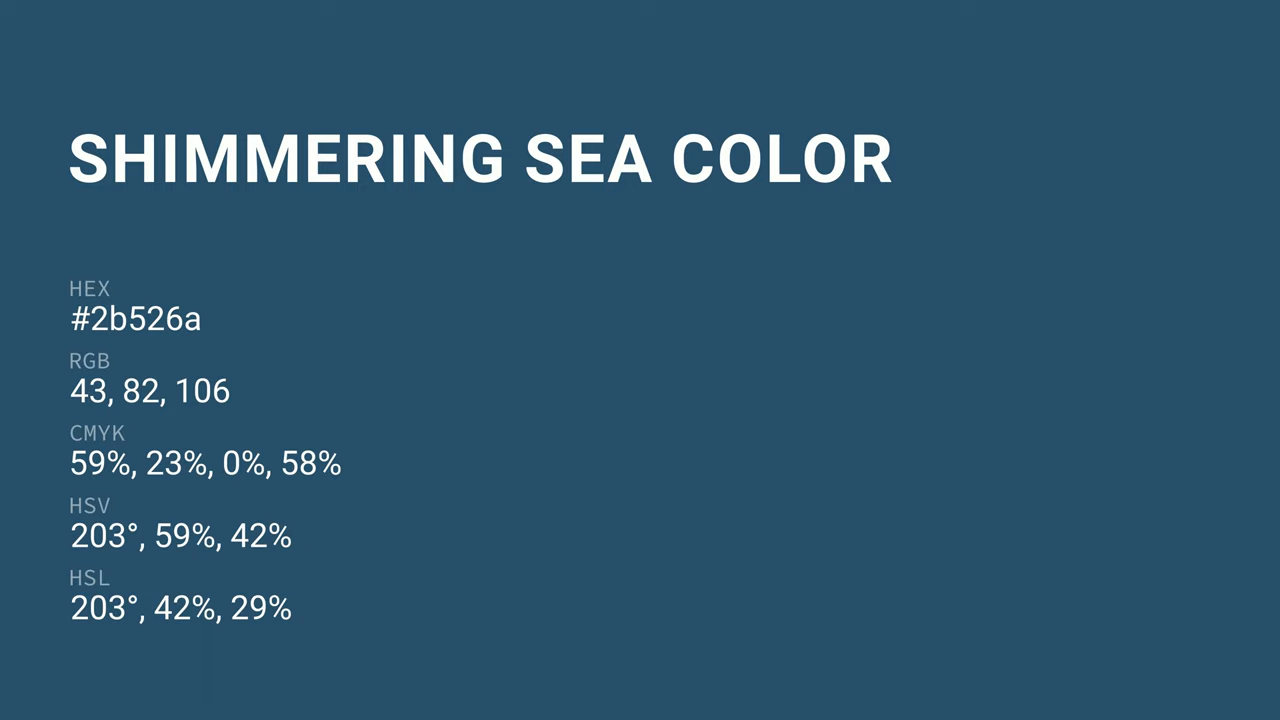 SHIMMERING SEA COLOR
HEX
#2b526a
RGB
43, 82, 106
CMYK
59%, 23%, 0%, 58%
HSV
203°, 59%, 42%
HSL
203°, 42%, 29%